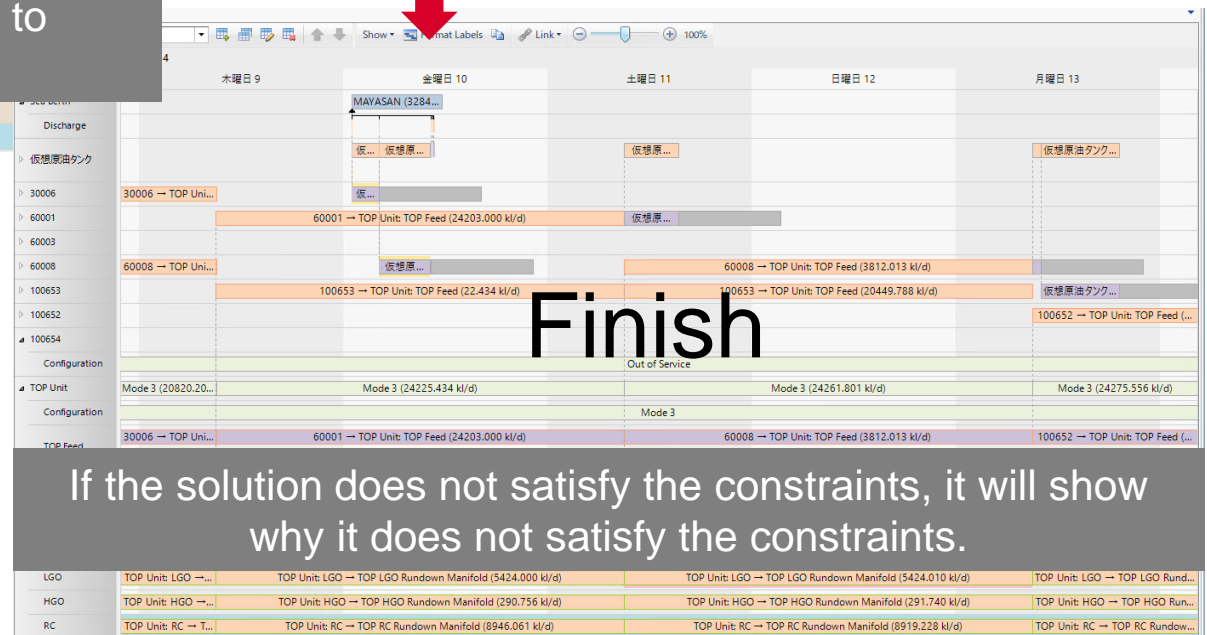 to
Show
Format Labels
Link
100%
4
木曜日 9
金曜日 10
土曜日 11
日曜日 12
月曜日 13
MAYASAN (3284...
Discharge
仮想原油タンク
仮...
仮想原...
仮想原...
仮想原油タンク...
30006
30006 → TOP Uni...
仮...
60001
60001 → TOP Unit: TOP Feed (24203.000 kl/d)
仮想原...
60003
60008
60008 → TOP Uni...
仮想原...
60008 → TOP Unit: TOP Feed (3812.013 kl/d)
100653
100653 → TOP Unit: TOP Feed (22.434 kl/d)
100653 → TOP Unit: TOP Feed (20449.788 kl/d)
仮想原油タンク...
100652
100652 → TOP Unit: TOP Feed (...
Finish
100654
Configuration
Out of Service
TOP Unit
Mode 3 (20820.20...
Mode 3 (24225.434 kl/d)
Mode 3 (24261.801 kl/d)
Mode 3 (24275.556 kl/d)
Configuration
Mode 3
TOP Feed
30006 → TOP Uni...
60001 → TOP Unit: TOP Feed (24203.000 kl/d)
60008 → TOP Unit: TOP Feed (3812.013 kl/d)
100652 → TOP Unit: TOP Feed (...
If the solution does not satisfy the constraints, it will show
why it does not satisfy the constraints.
LGO
TOP Unit: LGO →...
TOP Unit: LGO → TOP LGO Rundown Manifold (5424.000 kl/d)
TOP Unit: LGO → TOP LGO Rundown Manifold (5424.010 kl/d)
TOP Unit: LGO → TOP LGO Rund...
HGO
TOP Unit: HGO →...
TOP Unit: HGO → TOP HGO Rundown Manifold (290.756 kl/d)
TOP Unit: HGO → TOP HGO Rundown Manifold (291.740 kl/d)
TOP Unit: HGO → TOP HGO Run...
RC
TOP Unit: RC → T...
TOP Unit: RC → TOP RC Rundown Manifold (8946.061 kl/d)
TOP Unit: RC → TOP RC Rundown Manifold (8919.228 kl/d)
TOP Unit: RC → TOP RC Rundow...